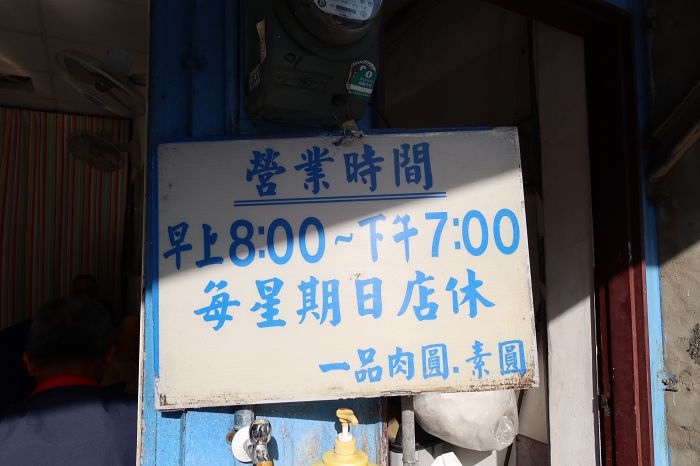 營業時間
早上8:00~下午7:00
每星期日店休
一品肉圓.素圓